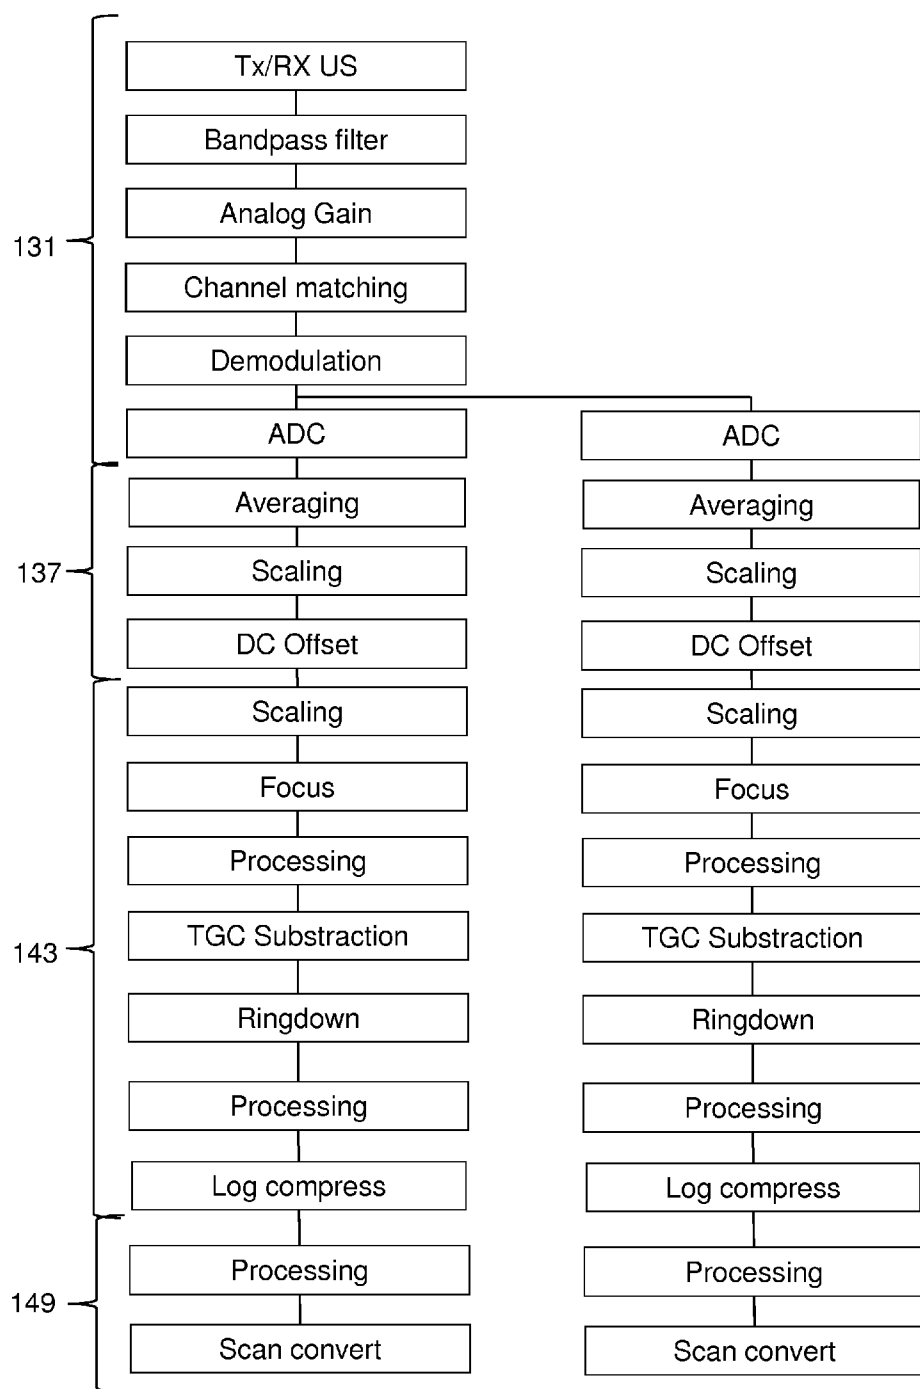 Tx/RX US
Bandpass filter
Analog Gain
131
Channel matching
Demodulation
ADC
ADC
Averaging
Averaging
137
Scaling
Scaling
DC Offset
DC Offset
Scaling
Scaling
Focus
Focus
Processing
Processing
TGC Substraction
TGC Substraction
143
Ringdown
Ringdown
Processing
Processing
Log compress
Log compress
Processing
Processing
149
Scan convert
Scan convert